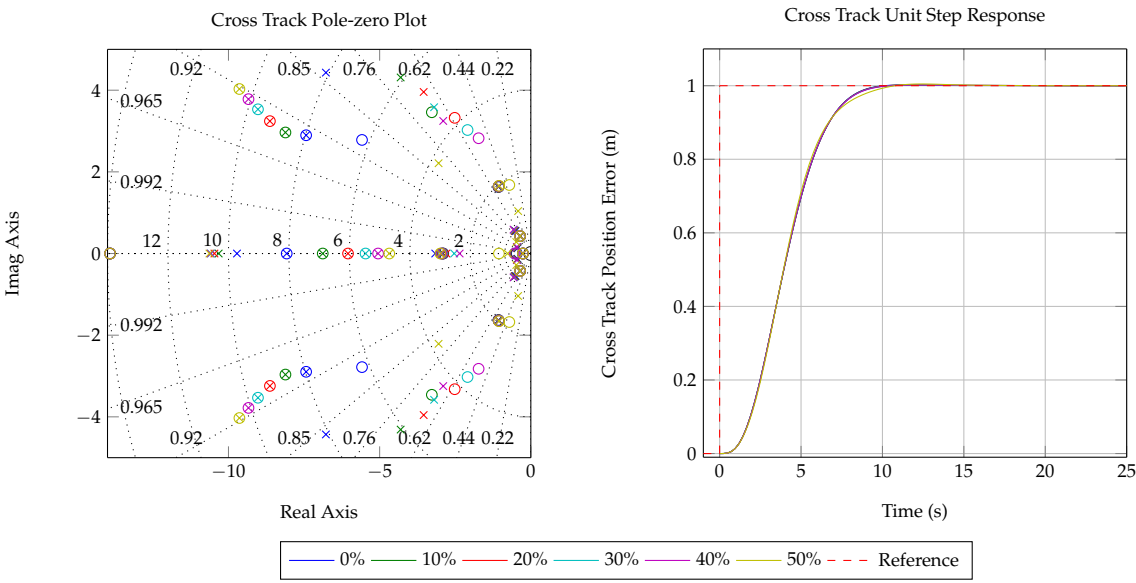 Cross Track Pole-zero Plot
0.92 0.85 0.76 0.62 0.44 0.22
4
0.965
2
0.992
0 12 10 8 6 4 2
−2
0.992
−4
0.965
0.92 0.85 0.76 0.62 0.44 0.22
−10 −5 0
Real Axis
Imag Axis
Cross Track Unit Step Response
1
0.8
0.6
0.4
0.2
0
0 5 10 15 20 25
Time (s)
Cross Track Position Error (m)
0% 10% 20% 30% 40% 50% Reference